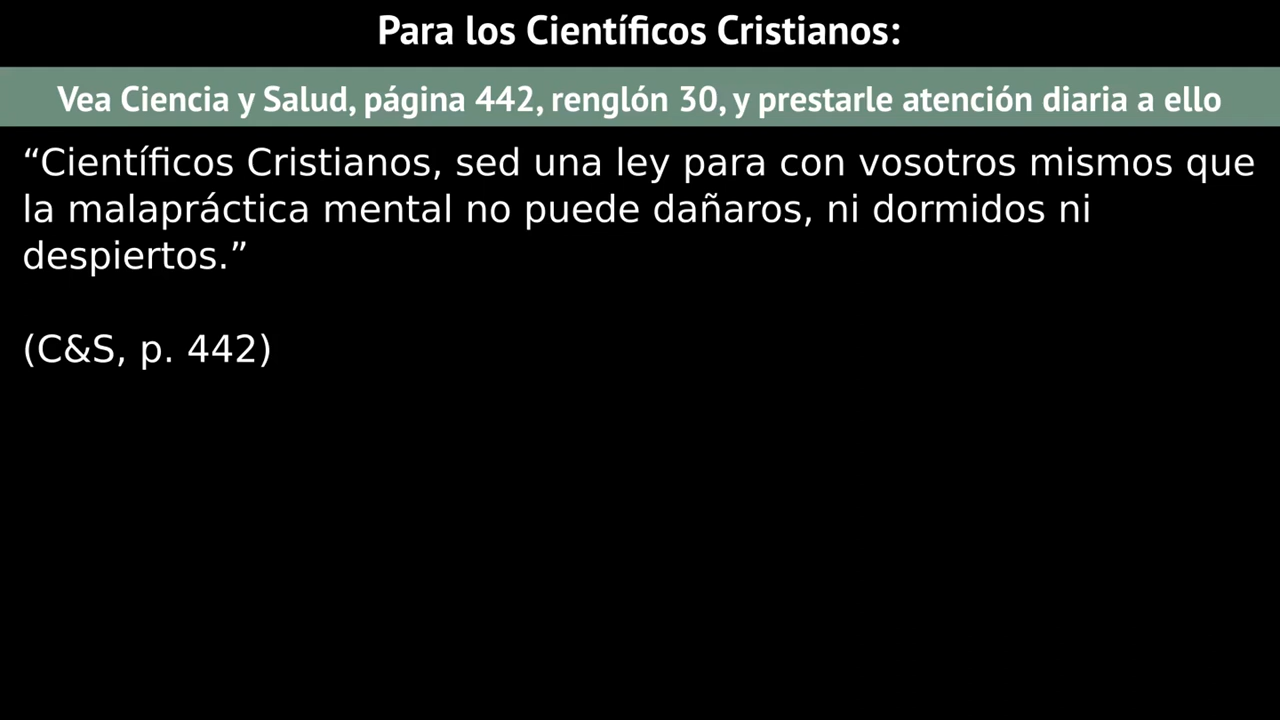 Para los Científicos Cristianos:
Vea Ciencia y Salud, página 442, renglón 30, y prestarle atención diaria a ello
“Científicos Cristianos, sed una ley para con vosotros mismos que
la malapráctica mental no puede dañaros, ni dormidos ni
despiertos.”
(C&S, p. 442)